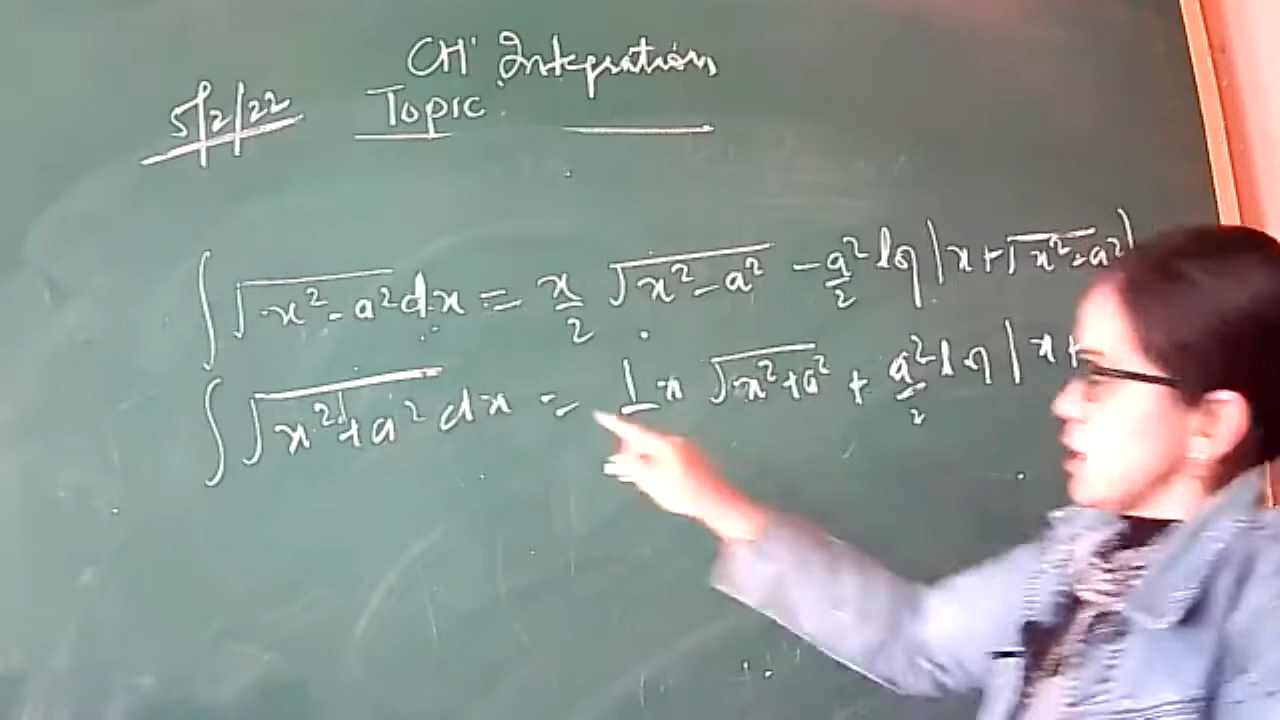 CH' Integration
5/2/22 Topic:
∫√x²-a² dx = x/2 √x²-a² - a²/2 log |x+√x²-a²|
∫√x²+a² dx = 1 x √x²+a² + a²/2 log |x+